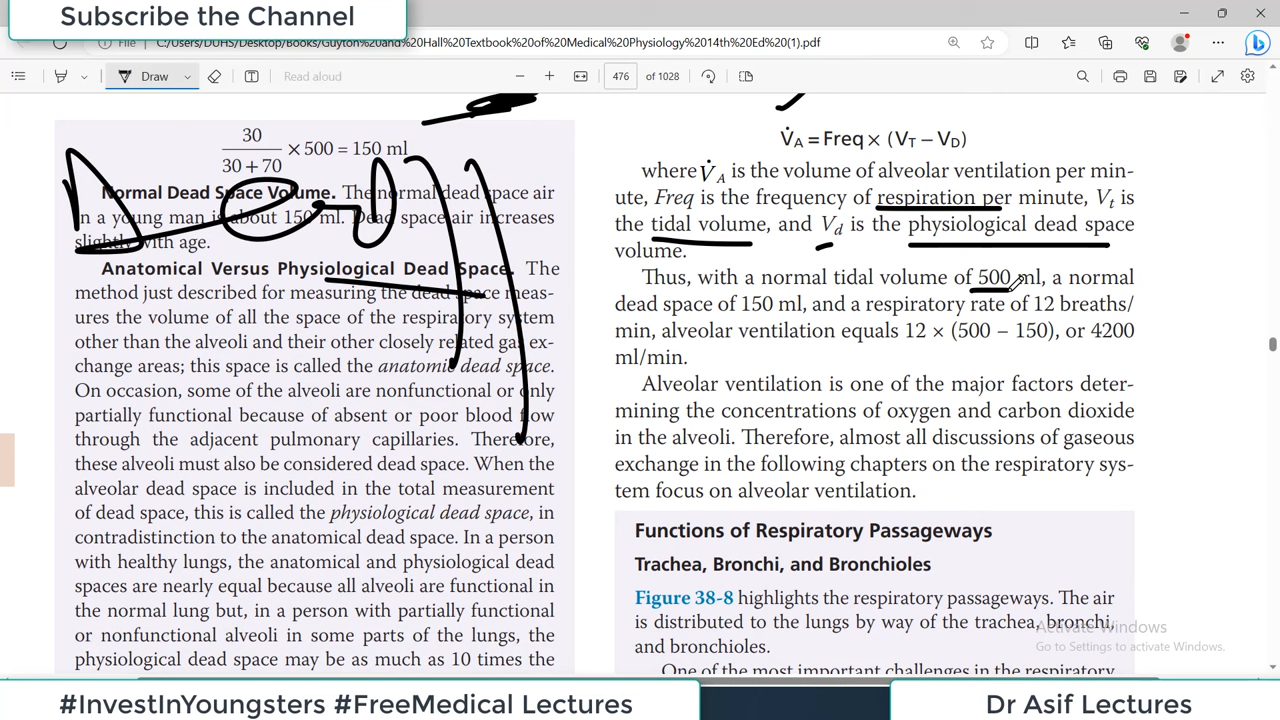 Subscribe the Channel
File
C:/Users/DUHS/Desktop/Books/Guyton%20and%20Hall%20Textbook%20of%20Medical%20Physiology%2014th%20Ed%20(1).pdf
Draw
Read aloud
476 of 1028
30
30 + 70
× 500 = 150 ml
Normal Dead Space Volume. The normal dead space air
in a young man is about 150 ml. Dead space air increases
slightly with age.
Anatomical Versus Physiological Dead Space. The
method just described for measuring the dead space meas-
ures the volume of all the space of the respiratory system
other than the alveoli and their other closely related gas ex-
change areas; this space is called the anatomic dead space.
On occasion, some of the alveoli are nonfunctional or only
partially functional because of absent or poor blood flow
through the adjacent pulmonary capillaries. Therefore,
these alveoli must also be considered dead space. When the
alveolar dead space is included in the total measurement
of dead space, this is called the physiological dead space, in
contradistinction to the anatomical dead space. In a person
with healthy lungs, the anatomical and physiological dead
spaces are nearly equal because all alveoli are functional in
the normal lung but, in a person with partially functional
or nonfunctional alveoli in some parts of the lungs, the
physiological dead space may be as much as 10 times the
V̇A = Freq × (VT − VD)
where V̇A is the volume of alveolar ventilation per min-
ute, Freq is the frequency of respiration per minute, Vt is
the tidal volume, and Vd is the physiological dead space
volume.
Thus, with a normal tidal volume of 500 ml, a normal
dead space of 150 ml, and a respiratory rate of 12 breaths/
min, alveolar ventilation equals 12 × (500 − 150), or 4200
ml/min.
Alveolar ventilation is one of the major factors deter-
mining the concentrations of oxygen and carbon dioxide
in the alveoli. Therefore, almost all discussions of gaseous
exchange in the following chapters on the respiratory sys-
tem focus on alveolar ventilation.
Functions of Respiratory Passageways
Trachea, Bronchi, and Bronchioles
Figure 38-8 highlights the respiratory passageways. The air
is distributed to the lungs by way of the trachea, bronchi,
and bronchioles.
One of the most important challenges in the respiratory
Activate Windows
Go to Settings to activate Windows.
#InvestInYoungsters #FreeMedical Lectures
Dr Asif Lectures